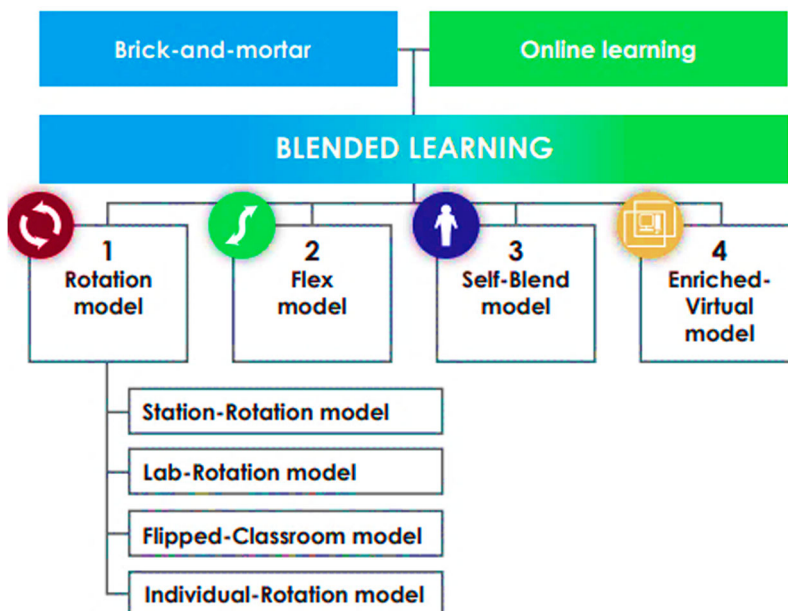 Brick-and-mortar
Online learning
BLENDED LEARNING
1
Rotation
model
2
Flex
model
3
Self-Blend
model
4
Enriched-
Virtual
model
Station-Rotation model
Lab-Rotation model
Flipped-Classroom model
Individual-Rotation model